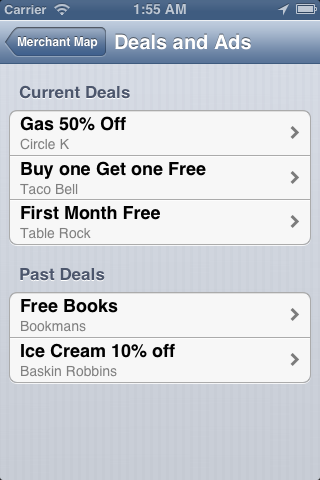 Carrier 1:55 AM
Merchant Map Deals and Ads
Current Deals
Gas 50% Off
Circle K
Buy one Get one Free
Taco Bell
First Month Free
Table Rock
Past Deals
Free Books
Bookmans
Ice Cream 10% off
Baskin Robbins